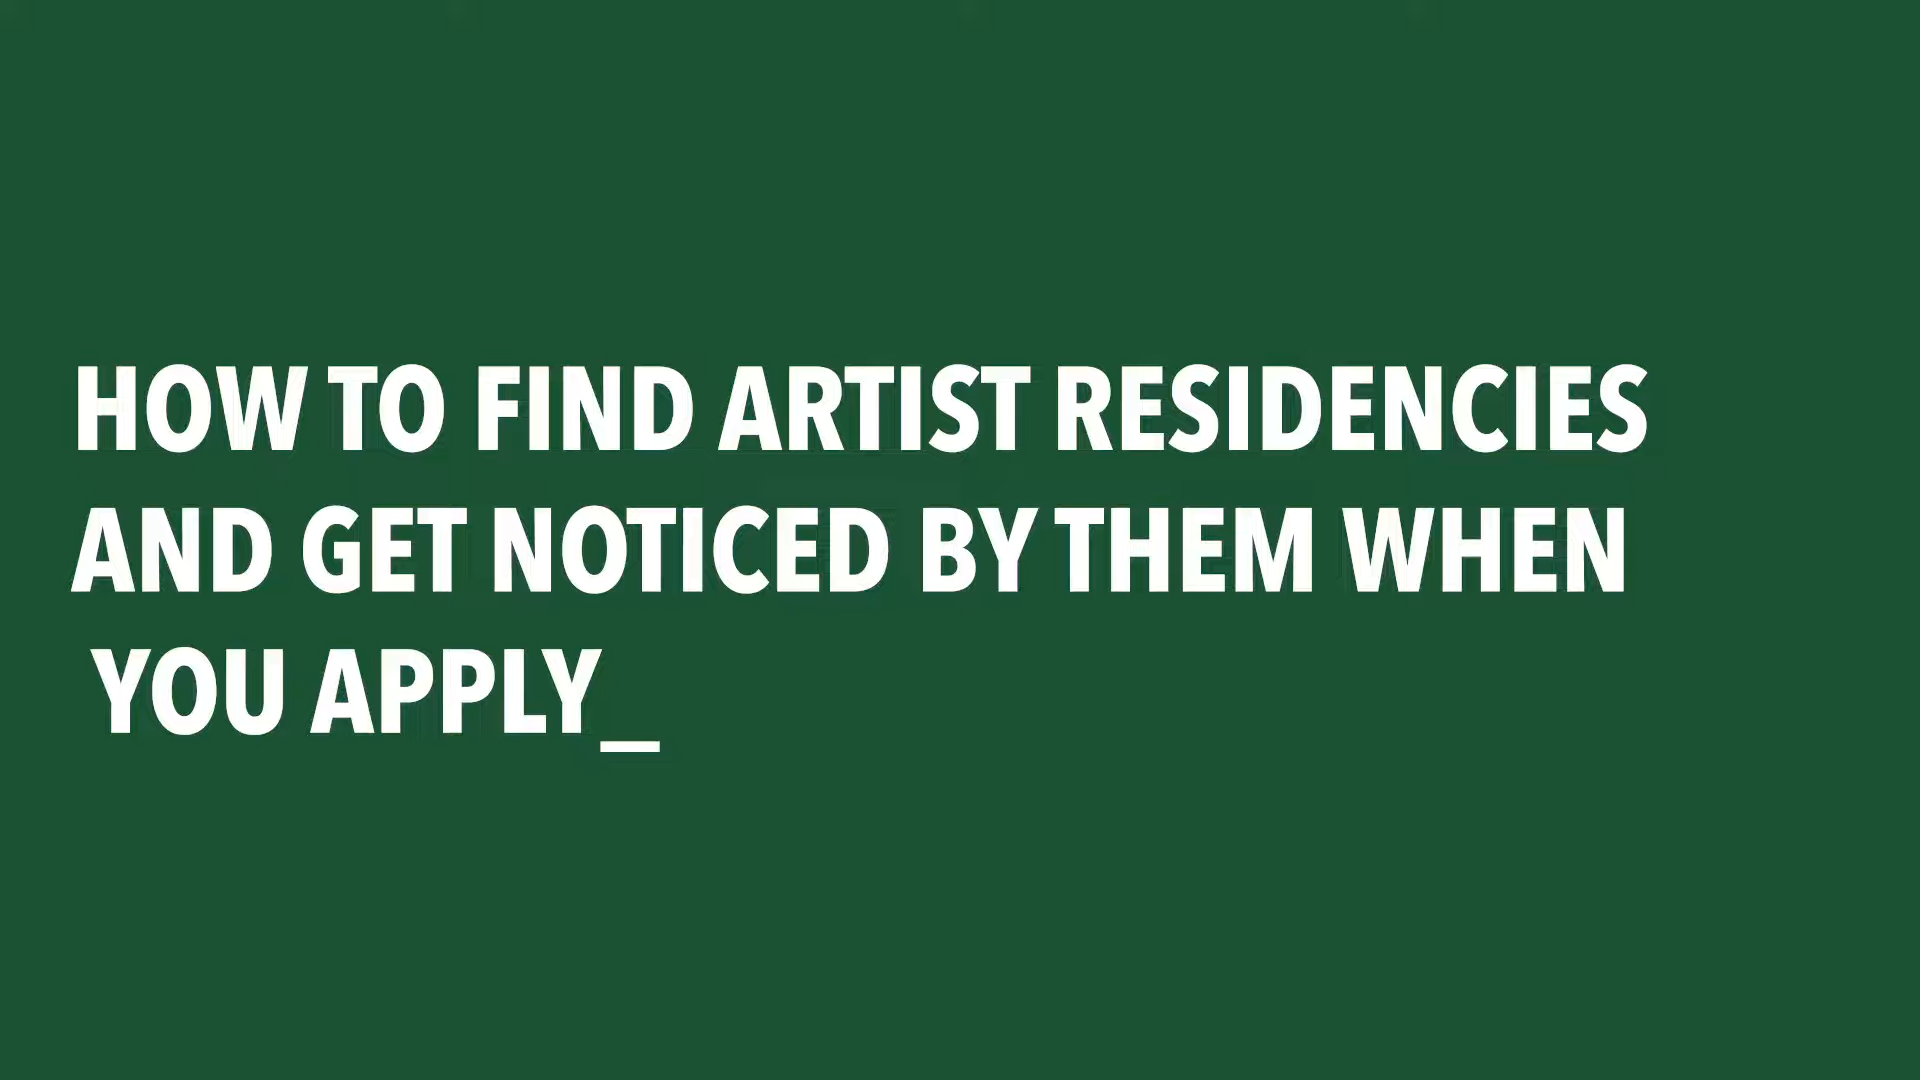 HOW TO FIND ARTIST RESIDENCIES
AND GET NOTICED BY THEM WHEN
YOU APPLY_